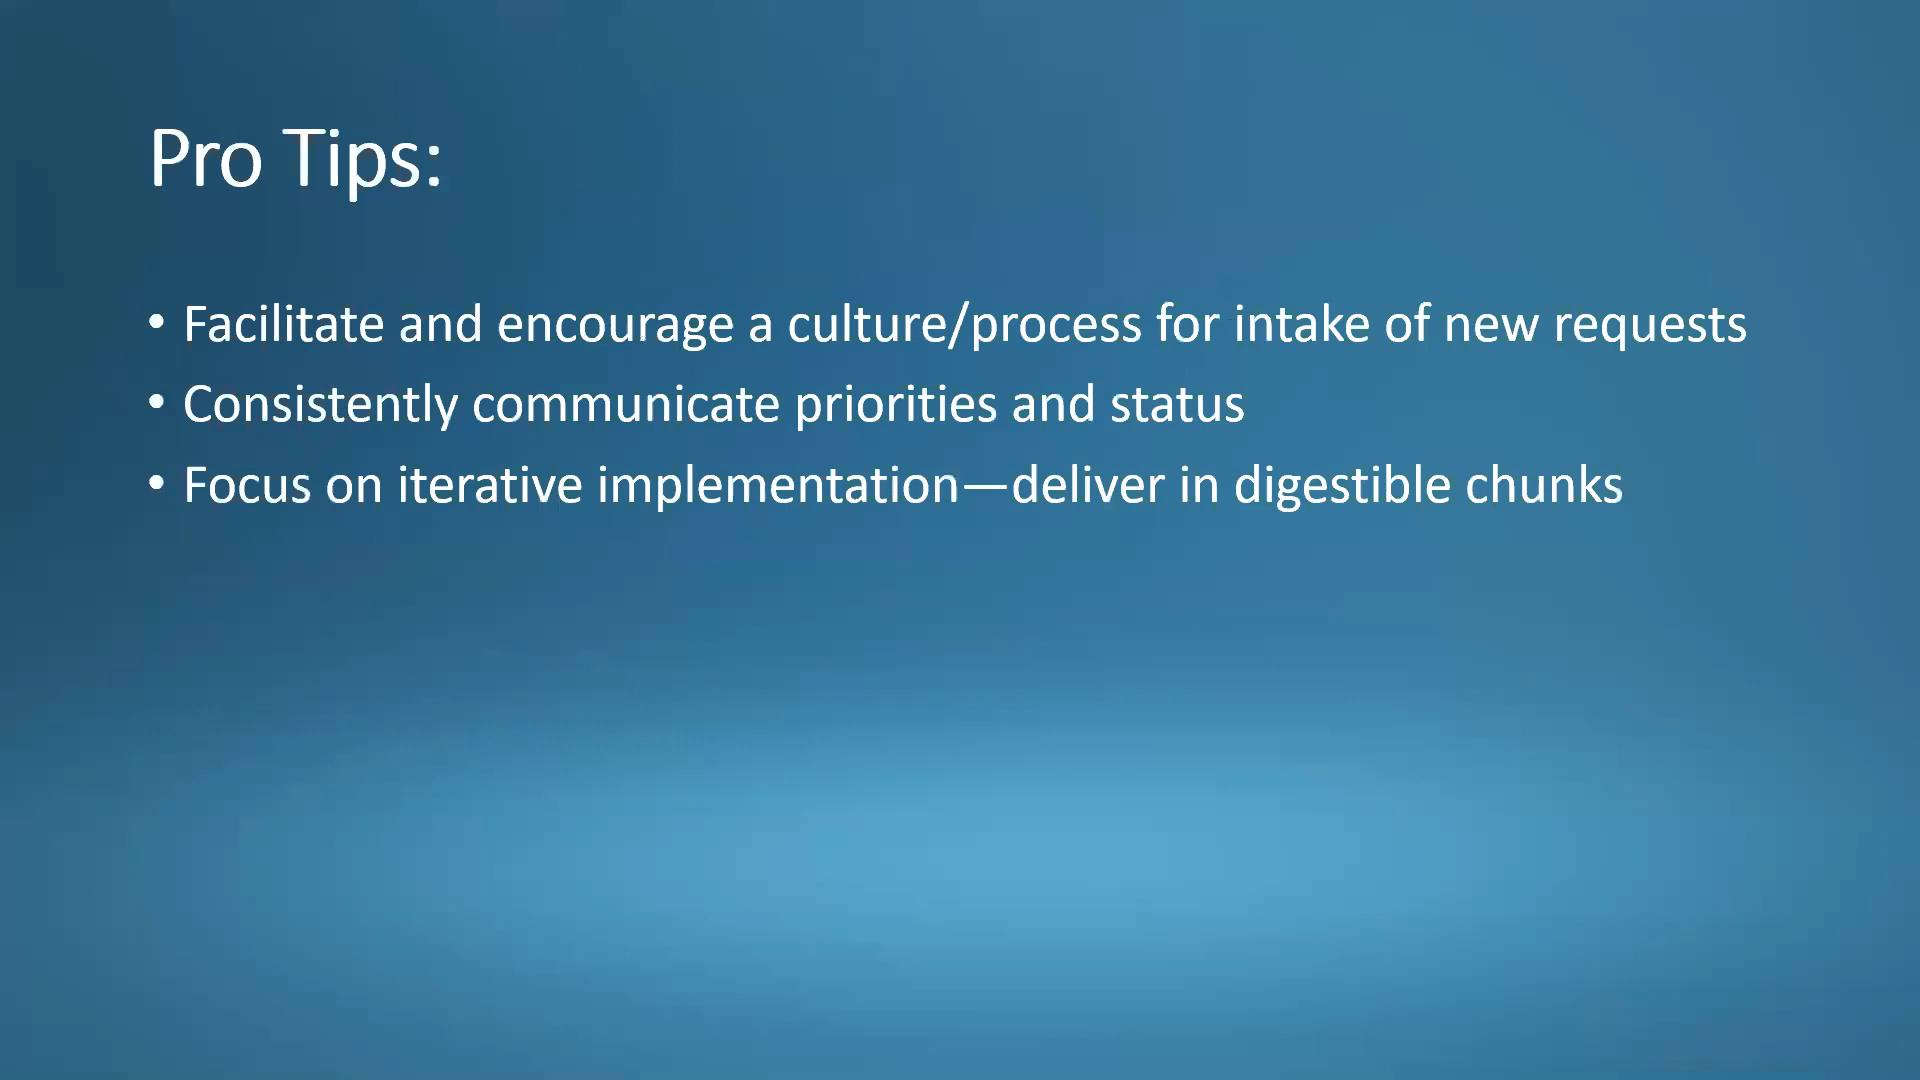 Pro Tips:
• Facilitate and encourage a culture/process for intake of new requests
• Consistently communicate priorities and status
• Focus on iterative implementation—deliver in digestible chunks